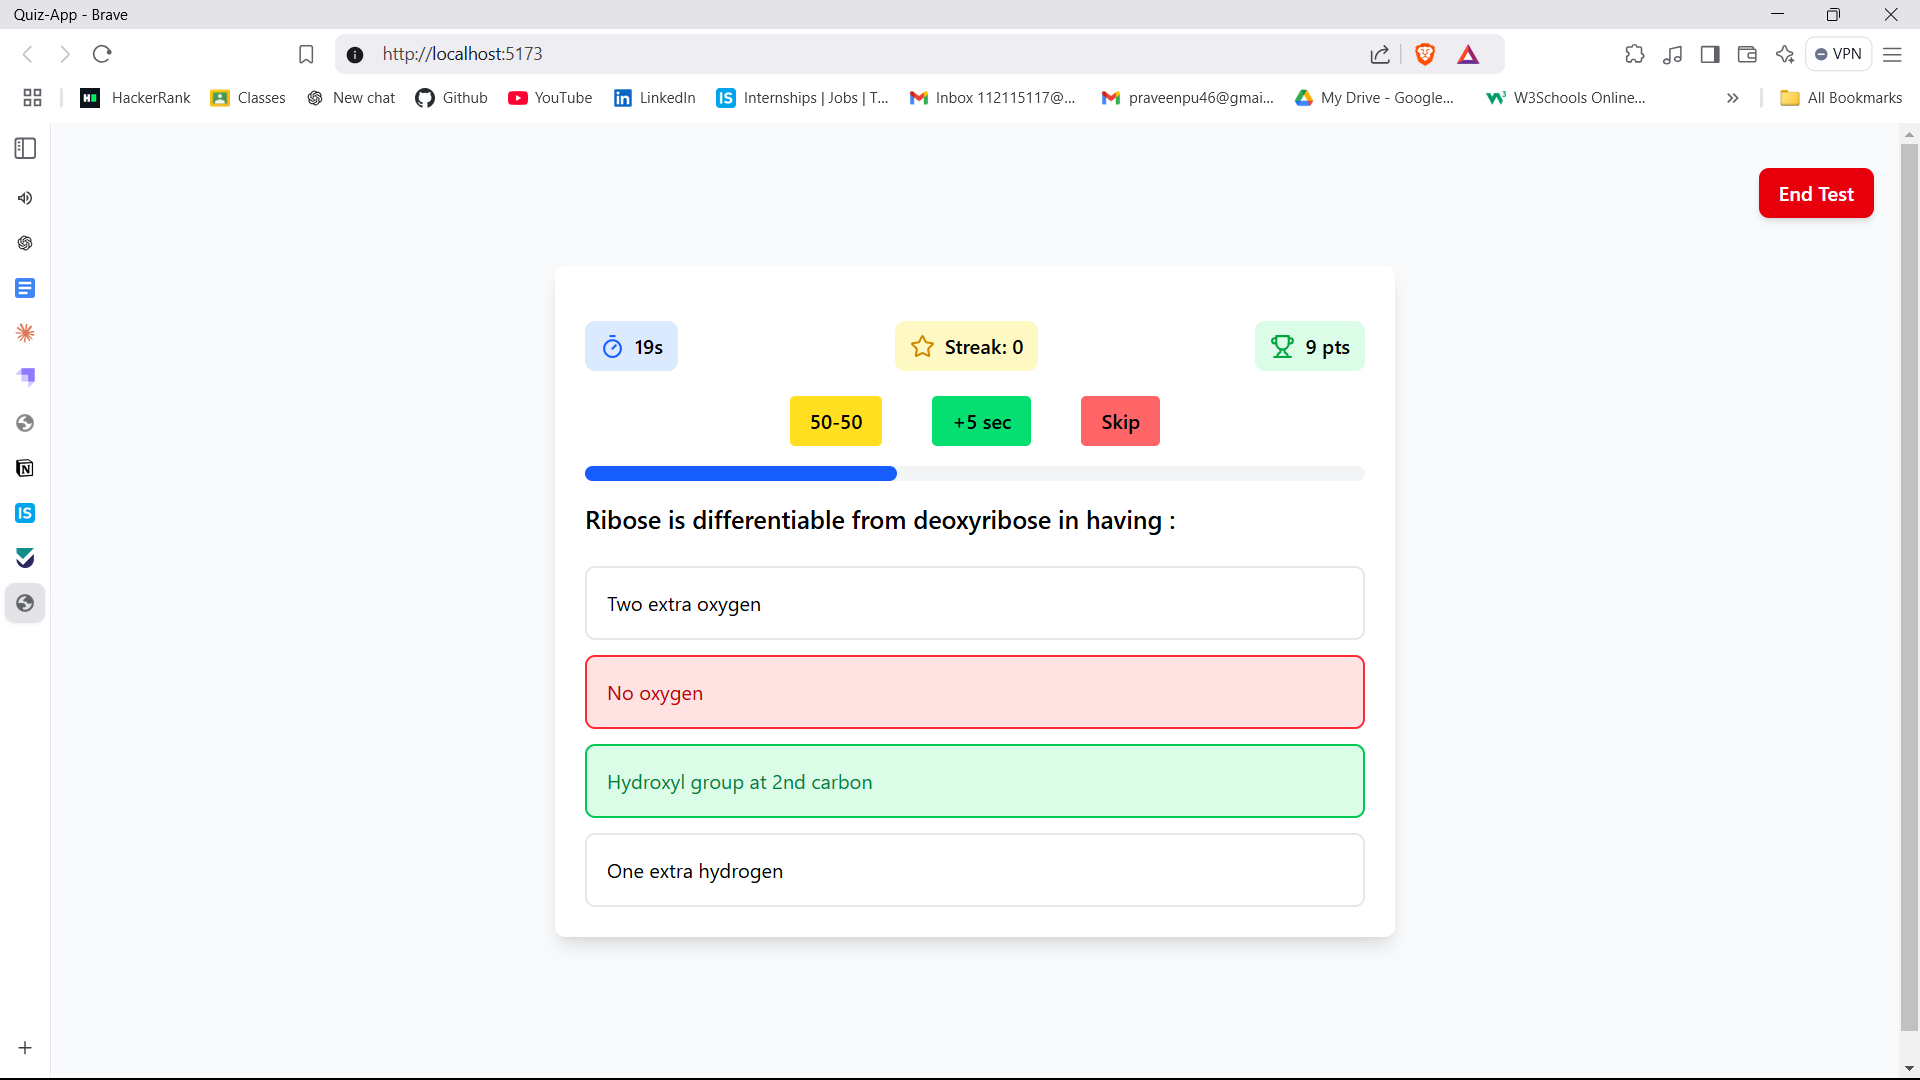 Quiz-App - Brave
http://localhost:5173
VPN
HackerRank
Classes
New chat
Github
YouTube
LinkedIn
Internships | Jobs | T...
Inbox 112115117@...
praveenpu46@gmai...
My Drive - Google...
W3Schools Online...
All Bookmarks
End Test
19s
Streak: 0
9 pts
50-50
+5 sec
Skip
Ribose is differentiable from deoxyribose in having :
Two extra oxygen
No oxygen
Hydroxyl group at 2nd carbon
One extra hydrogen